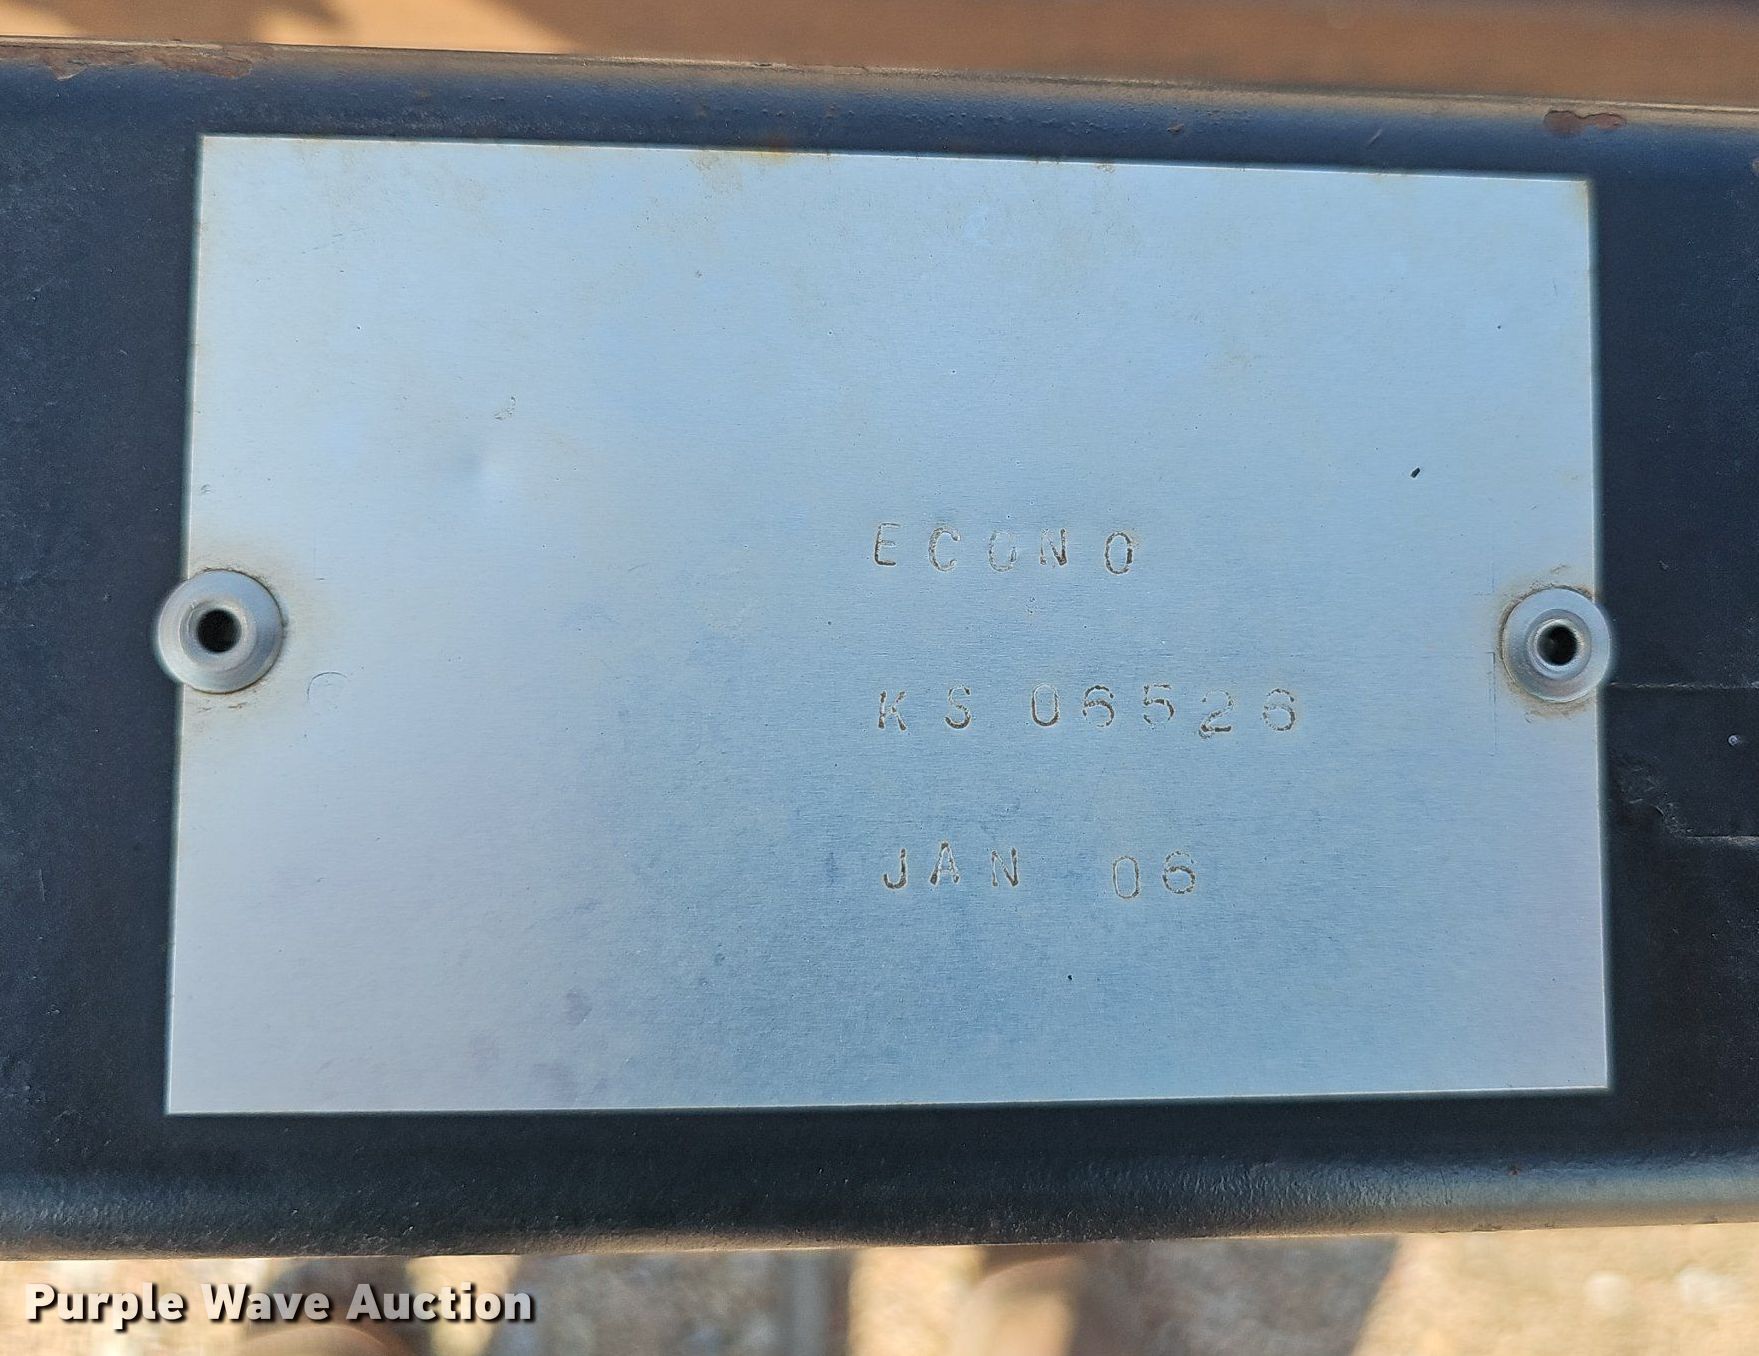 ECONO
KS 06526
JAN 06
Purple Wave Auction